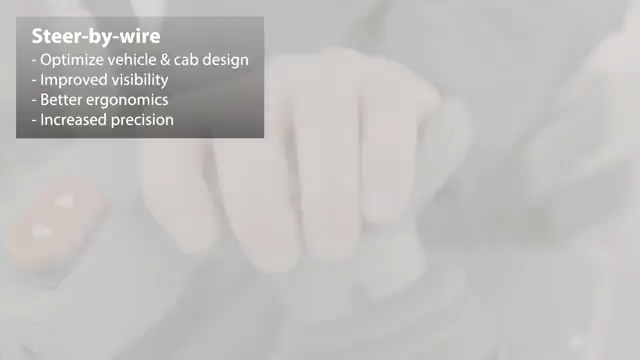 Steer-by-wire
- Optimize vehicle & cab design
- Improved visibility
- Better ergonomics
- Increased precision